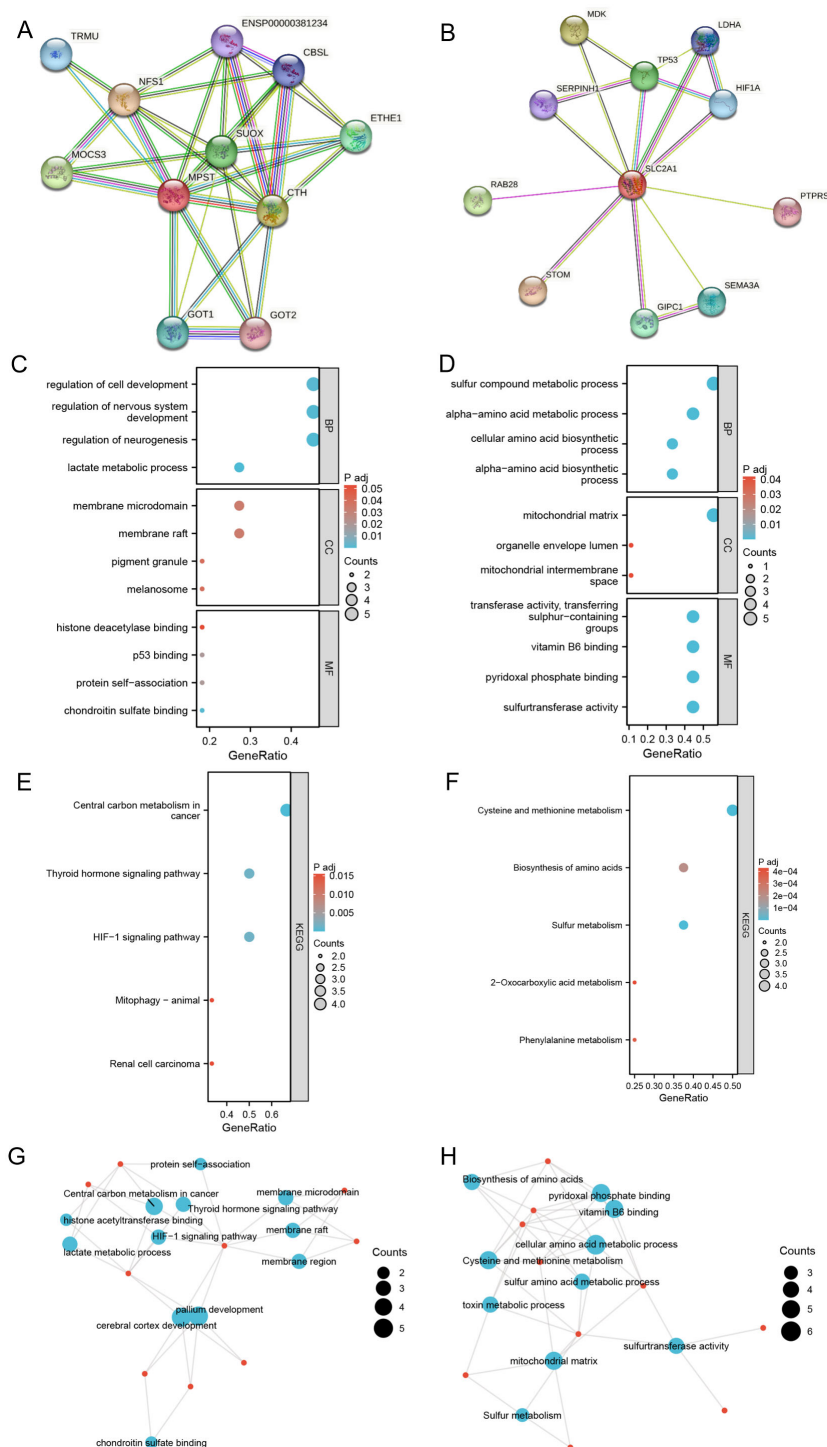 A
ENSP00000381234
TRMU
CBSL
NFS1
ETHE1
SUOX
MOCS3
MPST
CTH
GOT1
GOT2
B
MDK
LDHA
TP53
SERPINH1
HIF1A
SLC2A1
RAB28
PTPRS
STOM
SEMA3A
GIPC1
C
regulation of cell development
regulation of nervous system
development
regulation of neurogenesis
lactate metabolic process
BP
membrane microdomain
membrane raft
pigment granule
melanosome
CC
histone deacetylase binding
p53 binding
protein self−association
chondroitin sulfate binding
MF
0.2 0.3 0.4
GeneRatio
P adj
0.05
0.04
0.03
0.02
0.01
Counts
2
3
4
5
D
sulfur compound metabolic process
alpha−amino acid metabolic process
cellular amino acid biosynthetic
process
alpha−amino acid biosynthetic
process
BP
mitochondrial matrix
organelle envelope lumen
mitochondrial intermembrane
space
CC
transferase activity, transferring
sulphur−containing
groups
vitamin B6 binding
pyridoxal phosphate binding
sulfurtransferase activity
MF
0.1 0.2 0.3 0.4 0.5
GeneRatio
P adj
0.04
0.03
0.02
0.01
Counts
1
2
3
4
5
E
Central carbon metabolism in
cancer
Thyroid hormone signaling pathway
HIF−1 signaling pathway
Mitophagy − animal
Renal cell carcinoma
KEGG
0.4 0.5 0.6
GeneRatio
P adj
0.015
0.010
0.005
Counts
2.0
2.5
3.0
3.5
4.0
F
Cysteine and methionine metabolism
Biosynthesis of amino acids
Sulfur metabolism
2−Oxocarboxylic acid metabolism
Phenylalanine metabolism
KEGG
0.25 0.30 0.35 0.40 0.45 0.50
GeneRatio
P adj
4e−04
3e−04
2e−04
1e−04
Counts
2.0
2.5
3.0
3.5
4.0
G
protein self−association
Central carbon metabolism in cancer
membrane microdomain
Thyroid hormone signaling pathway
histone acetyltransferase binding
HIF−1 signaling pathway
membrane raft
lactate metabolic process
membrane region
pallium development
cerebral cortex development
chondroitin sulfate binding
Counts
2
3
4
5
H
Biosynthesis of amino acids
pyridoxal phosphate binding
vitamin B6 binding
cellular amino acid metabolic process
Cysteine and methionine metabolism
sulfur amino acid metabolic process
toxin metabolic process
sulfurtransferase activity
mitochondrial matrix
Sulfur metabolism
Counts
3
4
5
6